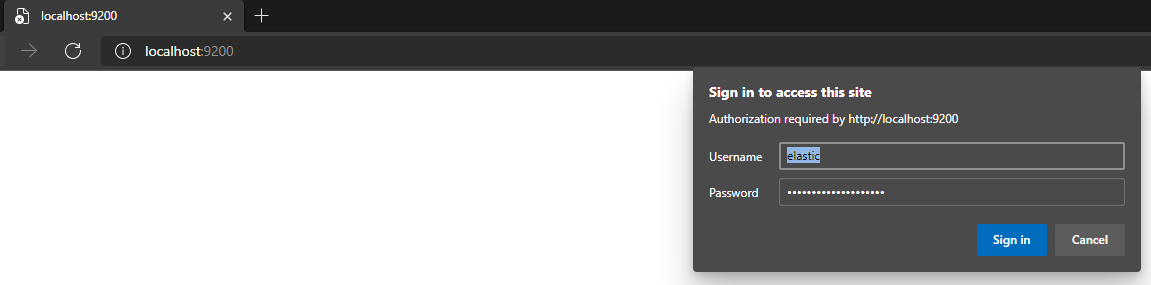 localhost:9200
localhost:9200
Sign in to access this site
Authorization required by http://localhost:9200
Username elastic
Password ••••••••••••••••••••
Sign in Cancel